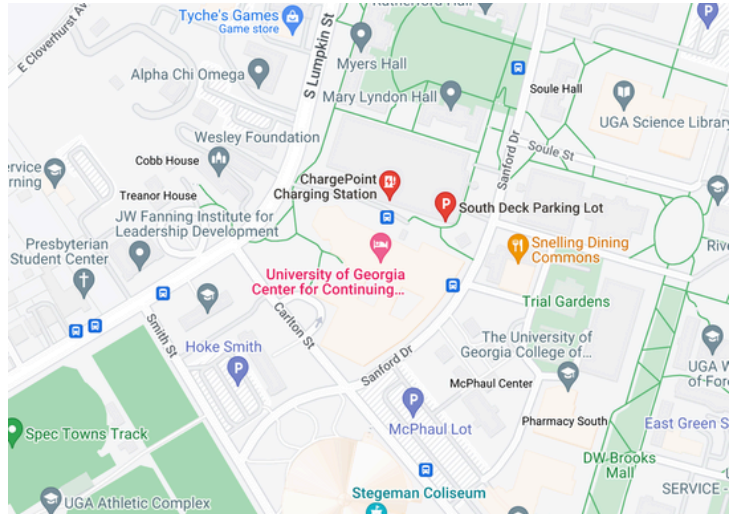 Rutherford Hall
Tyche's Games
Game store
P
E Cloverhurst Ave
S Lumpkin St
Myers Hall
Alpha Chi Omega
Soule Hall
Mary Lyndon Hall
UGA Science Library
Wesley Foundation
Sanford Dr
Soule St
Cobb House
Treanor House
ChargePoint
Charging Station
P
South Deck Parking Lot
JW Fanning Institute for
Leadership Development
Presbyterian
Student Center
University of Georgia
Center for Continuing...
Snelling Dining
Commons
Trial Gardens
Smith St
Carlton St
The University of
Georgia College of...
Hoke Smith
P
Sanford Dr
McPhaul Center
P
McPhaul Lot
Pharmacy South
East Green S
Spec Towns Track
DW Brooks
Mall
SERVICE -
UGA Athletic Complex
Stegeman Coliseum